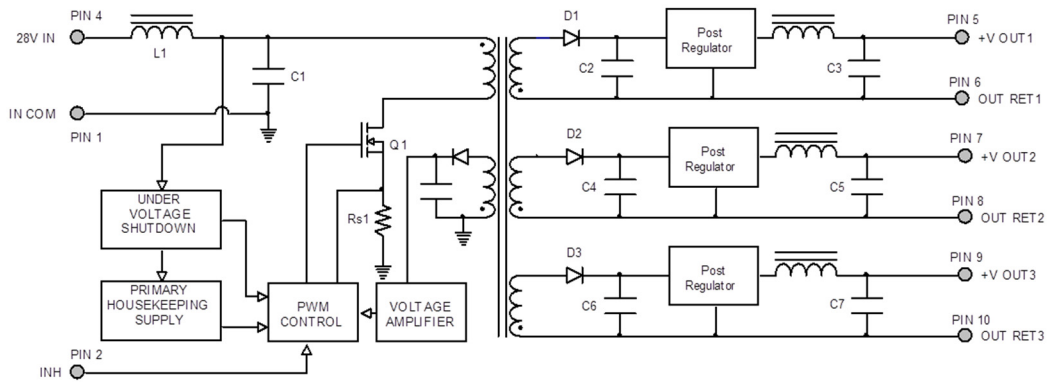 PIN 4
28V IN
L1
C1
IN COM
PIN 1
UNDER
VOLTAGE
SHUTDOWN
PRIMARY
HOUSEKEEPING
SUPPLY
PIN 2
INH
Q1
Rs1
PWM
CONTROL
VOLTAGE
AMPLIFIER
D1
C2
Post
Regulator
C3
PIN 5
+V OUT1
PIN 6
OUT RET1
D2
C4
Post
Regulator
C5
PIN 7
+V OUT2
PIN 8
OUT RET2
D3
C6
Post
Regulator
C7
PIN 9
+V OUT3
PIN 10
OUT RET3